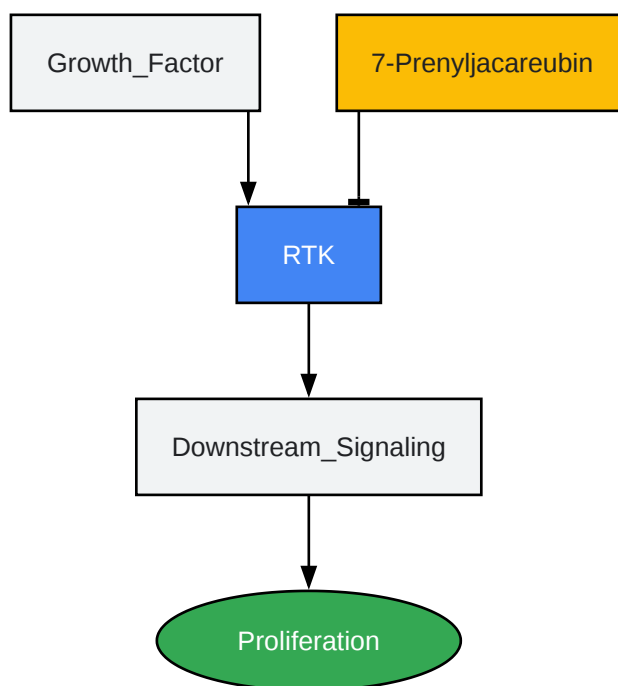 Growth_Factor
7-Prenyljacareubin
RTK
Downstream_Signaling
Proliferation